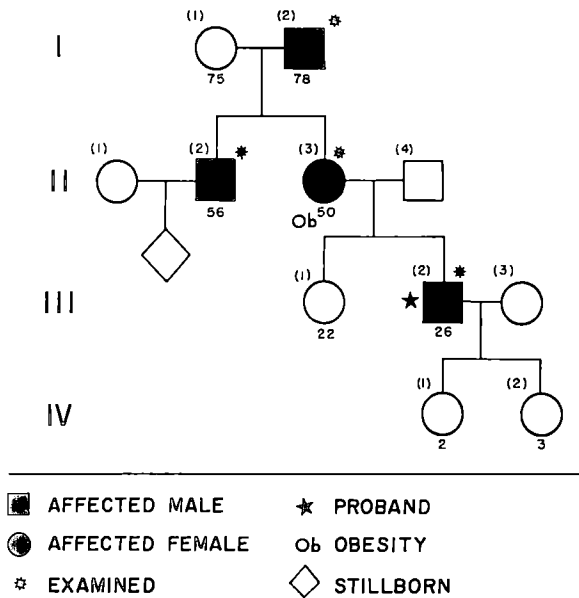 (1) (2)
I
75 78
(1) (2) (3) (4)
II
56 Ob 50
(1) (2) (3)
III
22 26
(1) (2)
IV
2 3
AFFECTED MALE PROBAND
AFFECTED FEMALE Ob OBESITY
EXAMINED STILLBORN